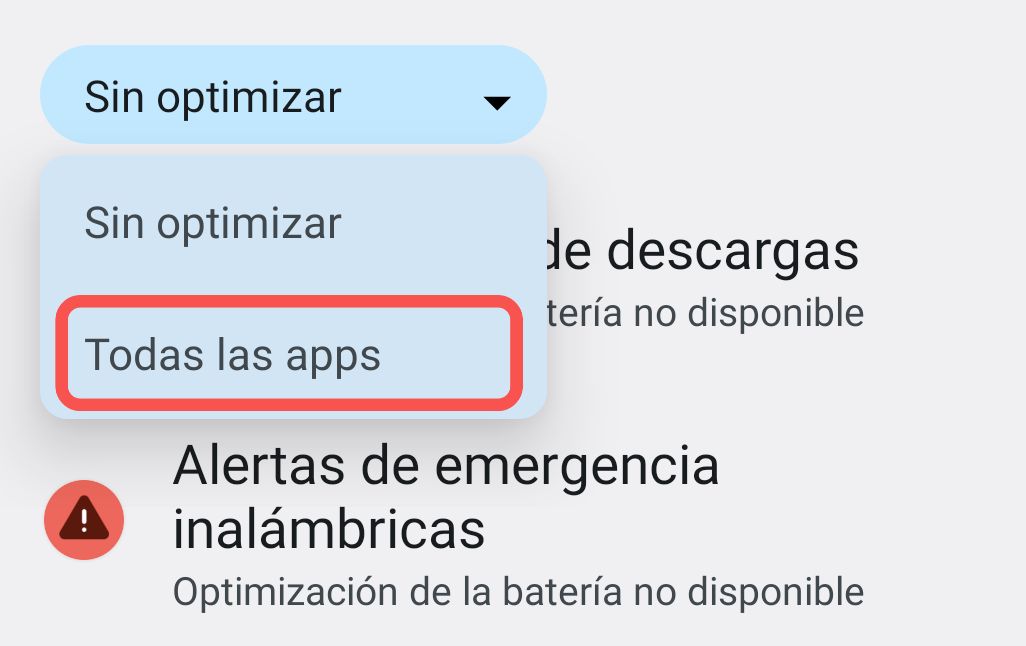 Sin optimizar
Sin optimizar
de descargas
tería no disponible
Todas las apps
Alertas de emergencia
inalámbricas
Optimización de la batería no disponible